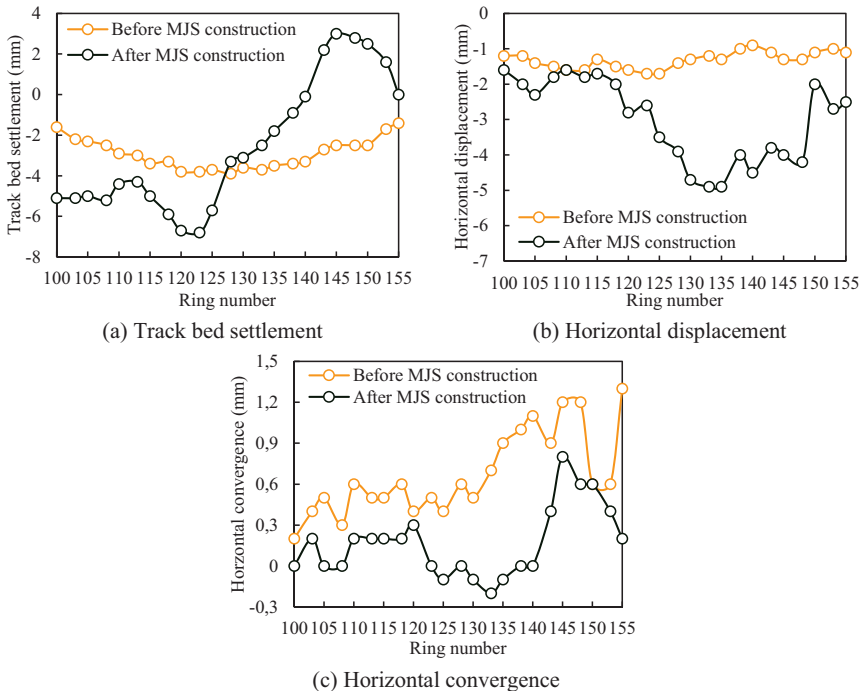 4
2
0
-2
-4
-6
-8
Track bed settlement (mm)
Before MJS construction
After MJS construction
100 105 110 115 120 125 130 135 140 145 150 155
Ring number
(a) Track bed settlement
-0
-1
-2
-3
-4
-5
-6
-7
Horizontal displacement (mm)
Before MJS construction
After MJS construction
100 105 110 115 120 125 130 135 140 145 150 155
Ring number
(b) Horizontal displacement
1,5
1,2
0,9
0,6
0,3
0
-0,3
Horzontal convergence (mm)
Before MJS construction
After MJS construction
100 105 110 115 120 125 130 135 140 145 150 155
Ring number
(c) Horizontal convergence